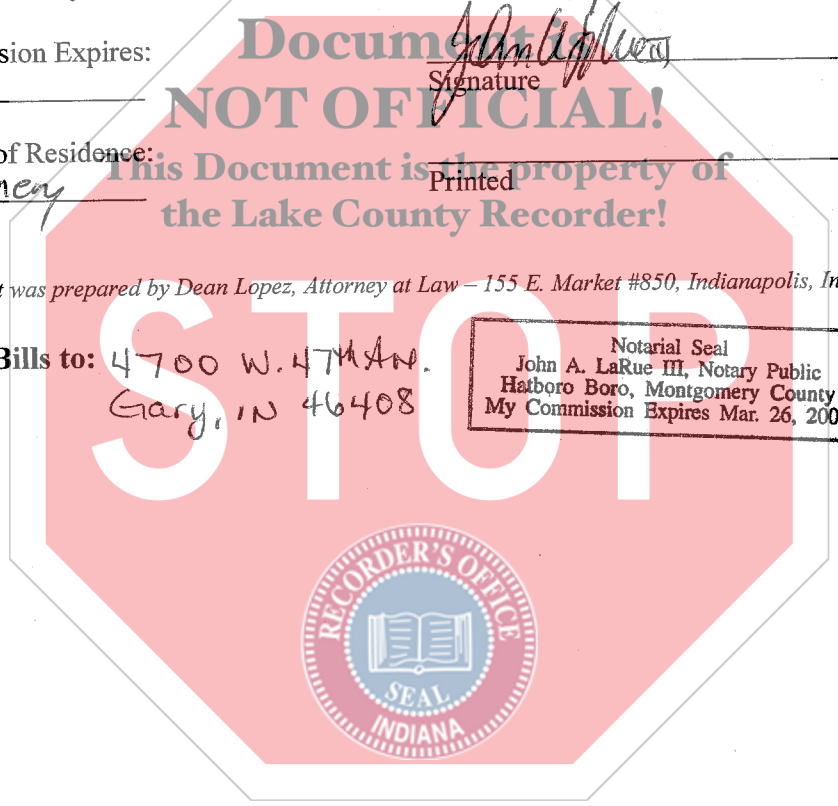 Document is
sion Expires:
Signature
NOT OFFICIAL!
of Residence:
This Document is the property of
Printed
the Lake County Recorder!
t was prepared by Dean Lopez, Attorney at Law – 155 E. Market #850, Indianapolis, In
STOP
Bills to: 4700 W. 47th Av.
Gary, IN 46408
Notarial Seal
John A. LaRue III, Notary Public
Hatboro Boro, Montgomery County
My Commission Expires Mar. 26, 200
RECORDER'S OFFICE
SEAL
INDIANA